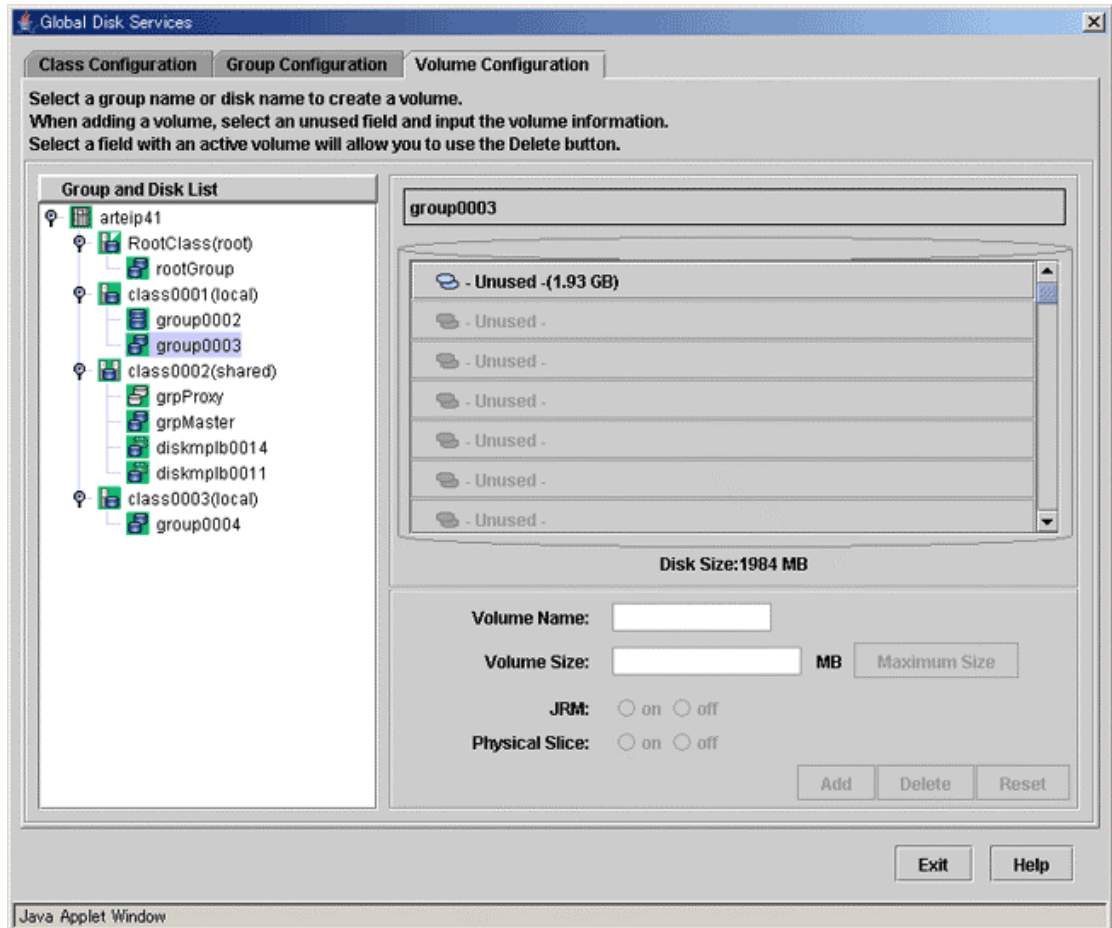 Global Disk Services
Class Configuration Group Configuration Volume Configuration
Select a group name or disk name to create a volume.
When adding a volume, select an unused field and input the volume information.
Select a field with an active volume will allow you to use the Delete button.
Group and Disk List
arteip41
RootClass(root)
rootGroup
class0001(local)
group0002
group0003
class0002(shared)
grpProxy
grpMaster
diskmplb0014
diskmplb0011
class0003(local)
group0004
group0003
- Unused -(1.93 GB)
- Unused -
- Unused -
- Unused -
- Unused -
- Unused -
- Unused -
Disk Size:1984 MB
Volume Name:
Volume Size: MB Maximum Size
JRM: on off
Physical Slice: on off
Add Delete Reset
Exit Help
Java Applet Window